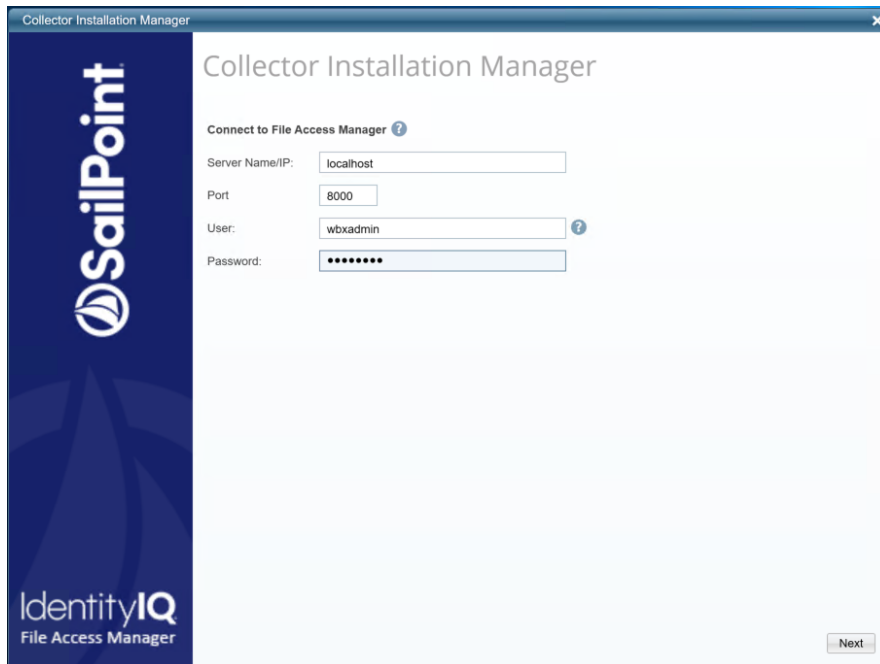 Collector Installation Manager
SailPoint
Collector Installation Manager
Connect to File Access Manager ?
Server Name/IP: localhost
Port 8000
User: wbxadmin ?
Password: ••••••••
IdentityIQ
File Access Manager
Next